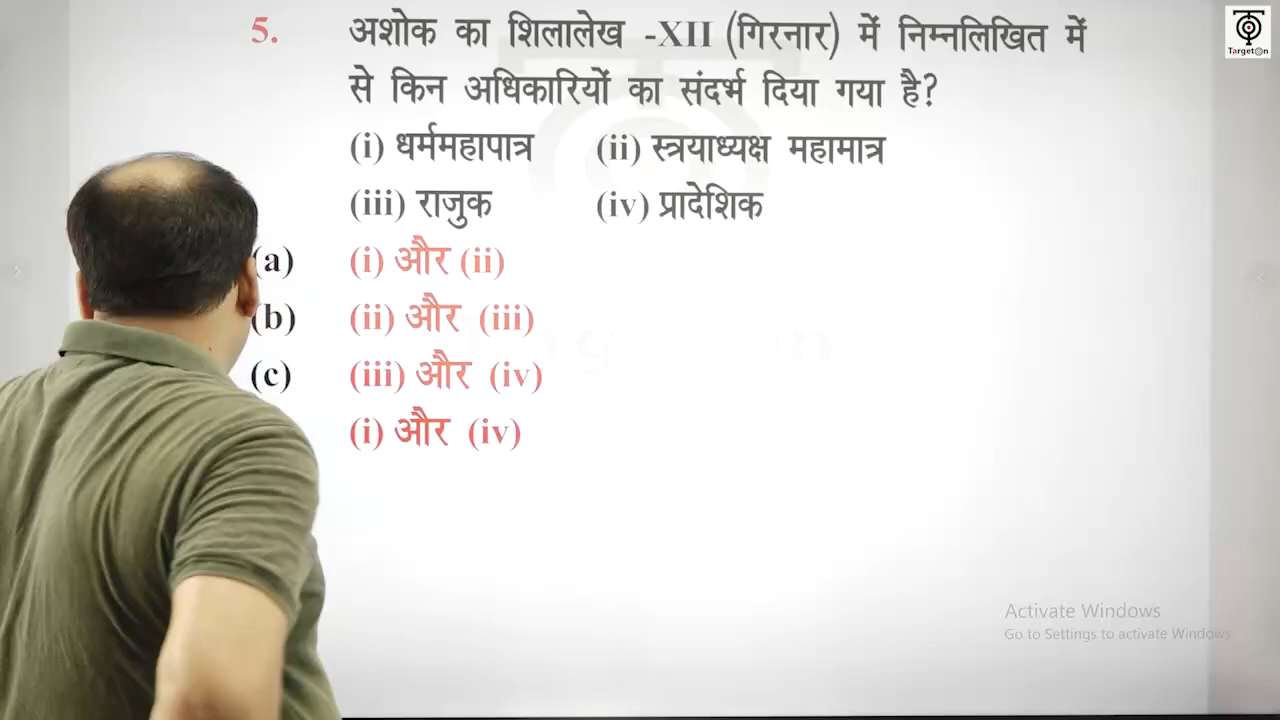 5. अशोक का शिलालेख -XII (गिरनार) में निम्नलिखित में
से किन अधिकारियों का संदर्भ दिया गया है?
(i) धर्ममहापात्र (ii) स्त्रयाध्यक्ष महामात्र
(iii) राजुक (iv) प्रादेशिक
(a) (i) और (ii)
(b) (ii) और (iii)
(c) (iii) और (iv)
(i) और (iv)
Target@n
Activate Windows
Go to Settings to activate Windows.